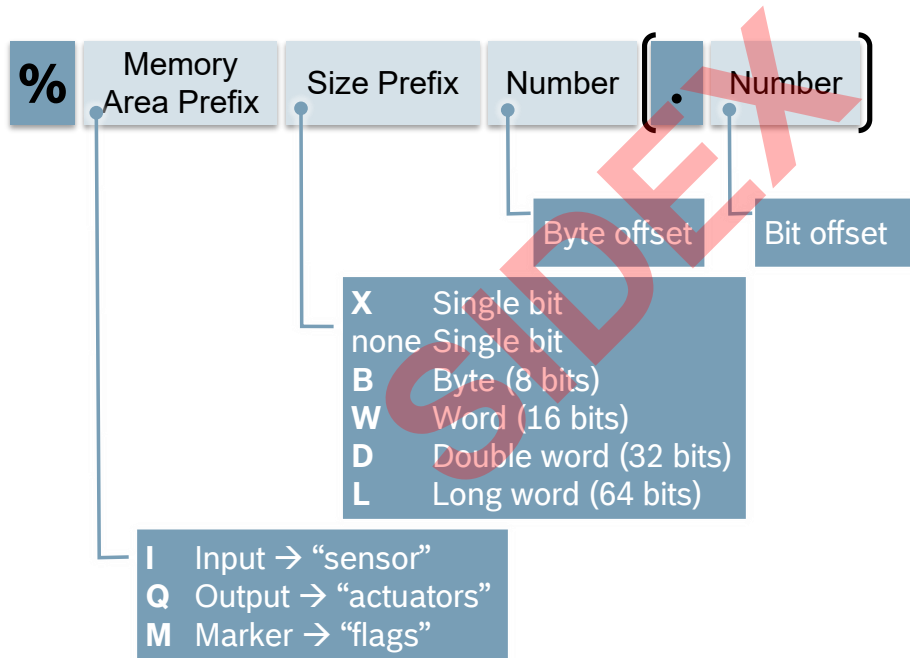 %
Memory
Area Prefix
Size Prefix
Number
(.
Number)
Byte offset
Bit offset
X Single bit
none Single bit
B Byte (8 bits)
W Word (16 bits)
D Double word (32 bits)
L Long word (64 bits)
I Input → “sensor”
Q Output → “actuators”
M Marker → “flags”
SIDEX